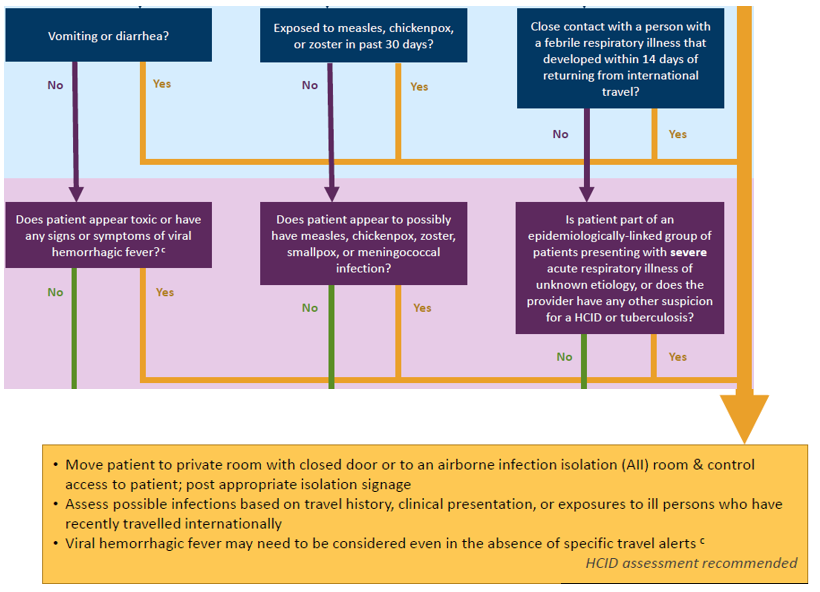 Vomiting or diarrhea?
No
Yes
Exposed to measles, chickenpox,
or zoster in past 30 days?
No
Yes
Close contact with a person with
a febrile respiratory illness that
developed within 14 days of
returning from international
travel?
No
Yes
Does patient appear toxic or have
any signs or symptoms of viral
hemorrhagic fever? c
No
Yes
Does patient appear to possibly
have measles, chickenpox, zoster,
smallpox, or meningococcal
infection?
No
Yes
Is patient part of an
epidemiologically-linked group of
patients presenting with severe
acute respiratory illness of
unknown etiology, or does the
provider have any other suspicion
for a HCID or tuberculosis?
No
Yes
• Move patient to private room with closed door or to an airborne infection isolation (AII) room & control
access to patient; post appropriate isolation signage
• Assess possible infections based on travel history, clinical presentation, or exposures to ill persons who have
recently travelled internationally
• Viral hemorrhagic fever may need to be considered even in the absence of specific travel alerts c
HCID assessment recommended